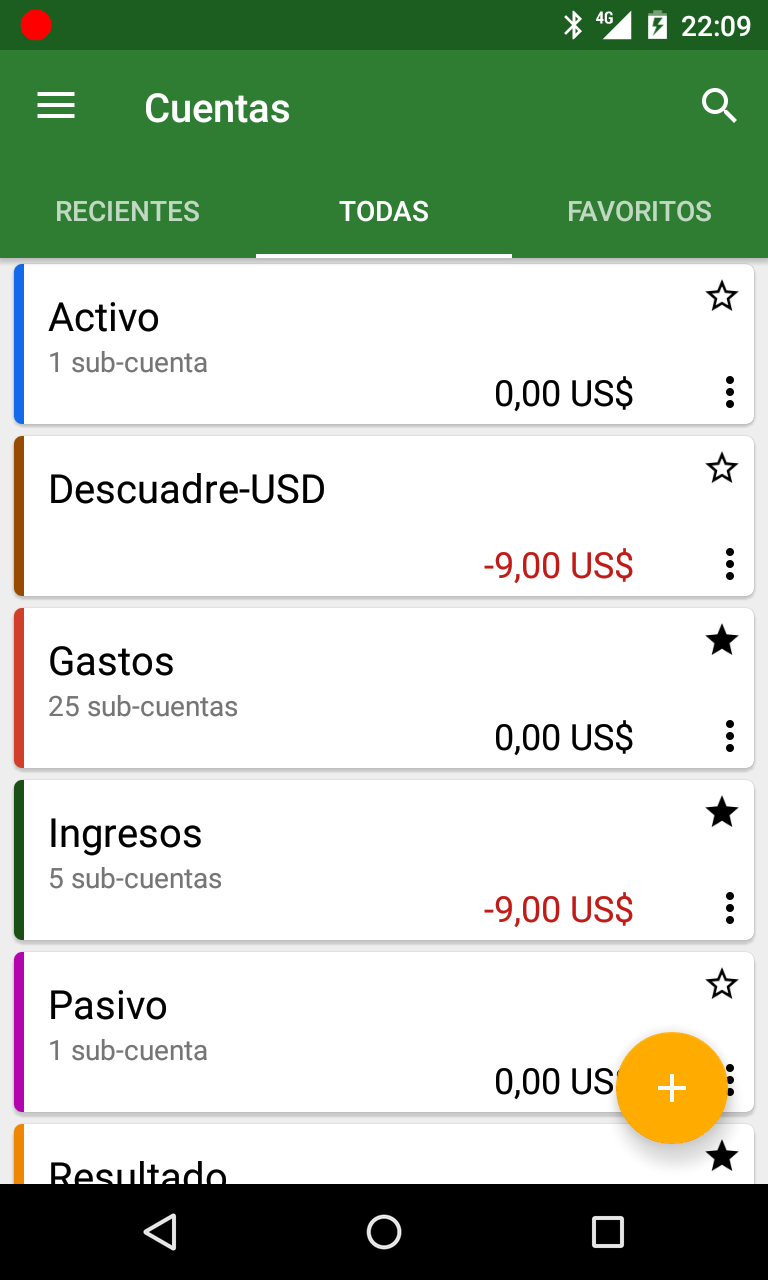 4G 22:09
Cuentas
RECIENTES TODAS FAVORITOS
Activo
1 sub-cuenta
0,00 US$
Descuadre-USD
-9,00 US$
Gastos
25 sub-cuentas
0,00 US$
Ingresos
5 sub-cuentas
-9,00 US$
Pasivo
1 sub-cuenta
0,00 US
Resultado